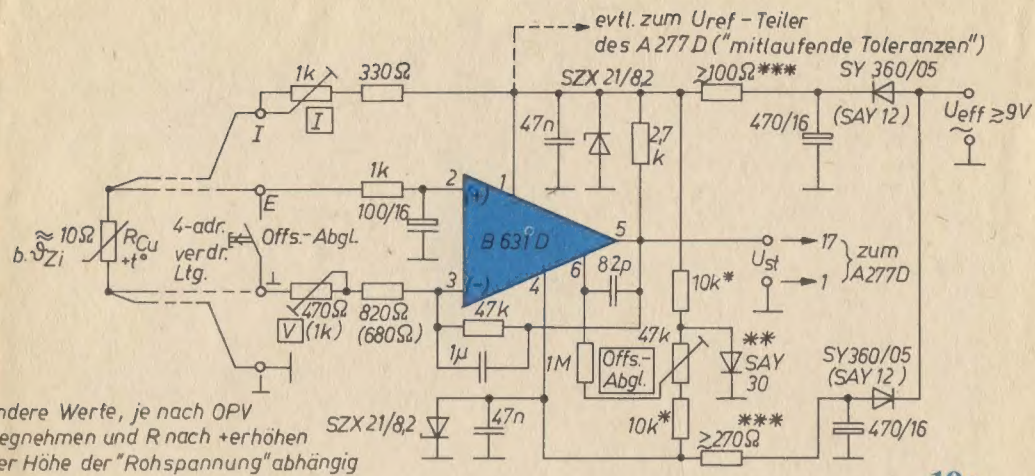 evtl. zum Uref-Teiler
des A277D ("mitlaufende Toleranzen")
1k
330Ω
SZX 21/8,2
≥100Ω***
SY 360/05
(SAY 12)
I
I
47n
2,7
k
470/16
Ueff ≥9V
~
≈10Ω
b. ϑZi
RCu
+t°
4-adr.
verdr.
Ltg.
E
Offs.-Abgl.
⊥
1k
100/16
2
(+)
1
B 631 D
3
(-)
4
5
6
82p
Ust
17
zum
A277D
1
470Ω
V
(1k)
820Ω
(680Ω)
47k
1µ
1M
Offs.-
Abgl.
10k*
47k
**
SAY
30
10k*
SY360/05
(SAY 12)
***
≥270Ω
470/16
SZX 21/8,2
47n
⊥
ndere Werte, je nach OPV
egnehmen und R nach + erhöhen
er Höhe der "Rohspannung" abhängig